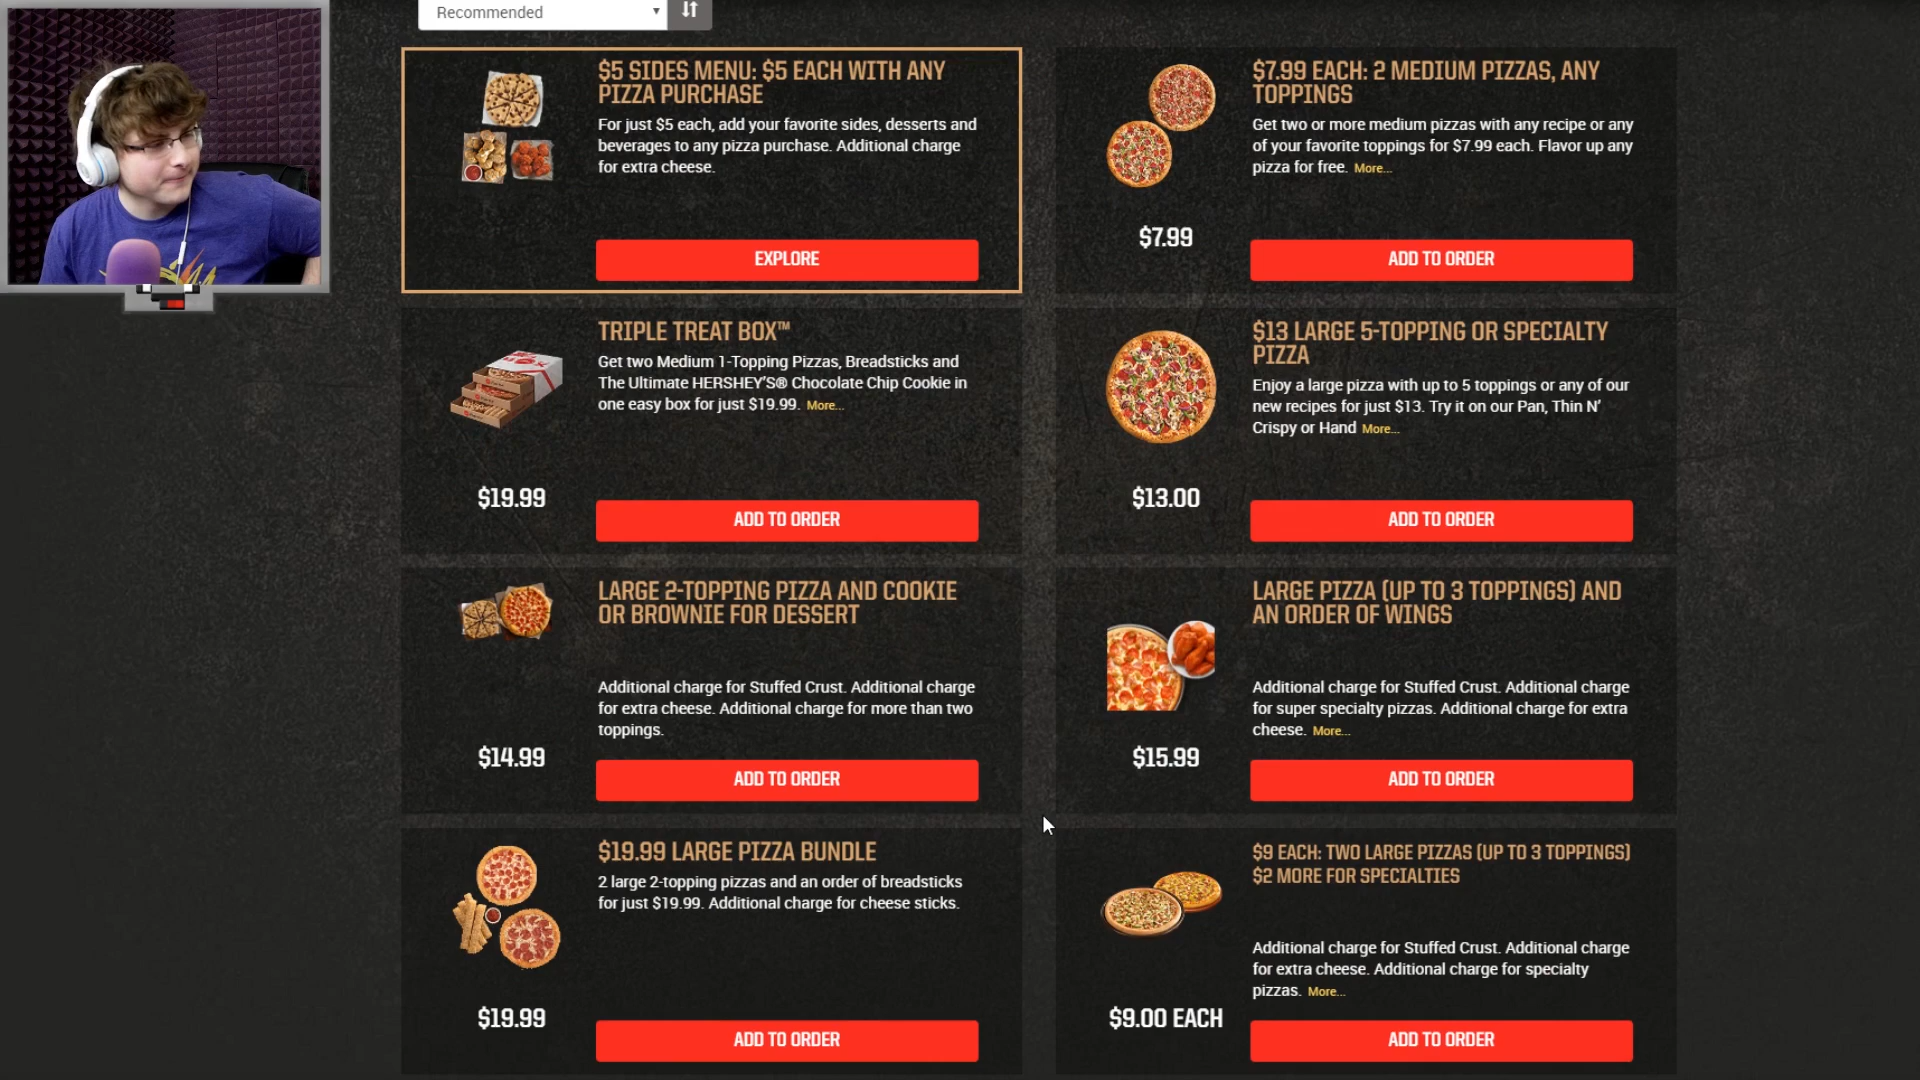 Recommended
$5 SIDES MENU: $5 EACH WITH ANY
PIZZA PURCHASE
For just $5 each, add your favorite sides, desserts and
beverages to any pizza purchase. Additional charge
for extra cheese.
EXPLORE
$7.99 EACH: 2 MEDIUM PIZZAS, ANY
TOPPINGS
Get two or more medium pizzas with any recipe or any
of your favorite toppings for $7.99 each. Flavor up any
pizza for free. More...
$7.99
ADD TO ORDER
TRIPLE TREAT BOX™
Get two Medium 1-Topping Pizzas, Breadsticks and
The Ultimate HERSHEY'S® Chocolate Chip Cookie in
one easy box for just $19.99. More...
$19.99
ADD TO ORDER
$13 LARGE 5-TOPPING OR SPECIALTY
PIZZA
Enjoy a large pizza with up to 5 toppings or any of our
new recipes for just $13. Try it on our Pan, Thin N'
Crispy or Hand More...
$13.00
ADD TO ORDER
LARGE 2-TOPPING PIZZA AND COOKIE
OR BROWNIE FOR DESSERT
Additional charge for Stuffed Crust. Additional charge
for extra cheese. Additional charge for more than two
toppings.
$14.99
ADD TO ORDER
LARGE PIZZA (UP TO 3 TOPPINGS) AND
AN ORDER OF WINGS
Additional charge for Stuffed Crust. Additional charge
for super specialty pizzas. Additional charge for extra
cheese. More...
$15.99
ADD TO ORDER
$19.99 LARGE PIZZA BUNDLE
2 large 2-topping pizzas and an order of breadsticks
for just $19.99. Additional charge for cheese sticks.
$19.99
ADD TO ORDER
$9 EACH: TWO LARGE PIZZAS (UP TO 3 TOPPINGS)
$2 MORE FOR SPECIALTIES
Additional charge for Stuffed Crust. Additional charge
for extra cheese. Additional charge for specialty
pizzas. More...
$9.00 EACH
ADD TO ORDER